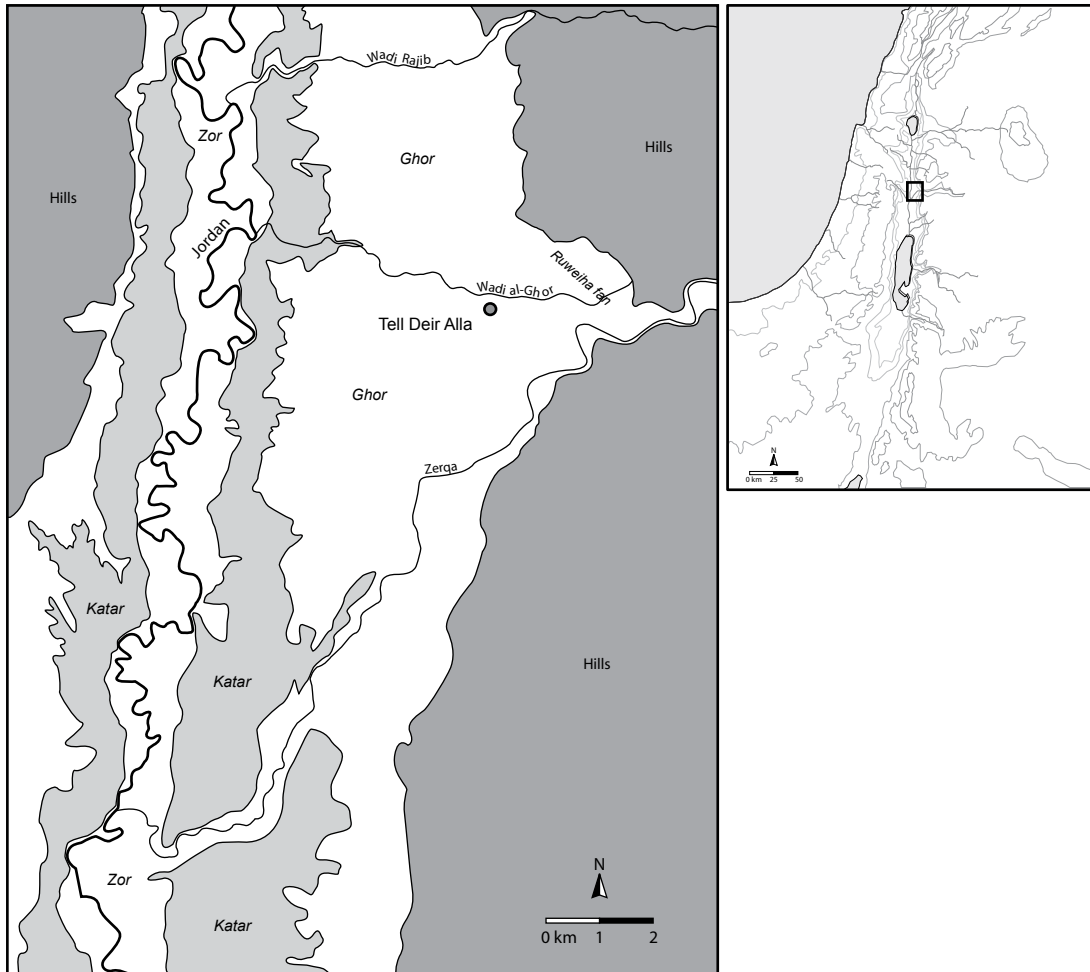 Wadi Rajib
Zor
Ghor
Hills
Hills
Jordan
Ruweiha fan
Wadi al-Ghor
Tell Deir Alla
Ghor
Zerqa
Katar
Hills
Katar
Zor
Katar
N
0 km 1 2
N
0 km 25 50